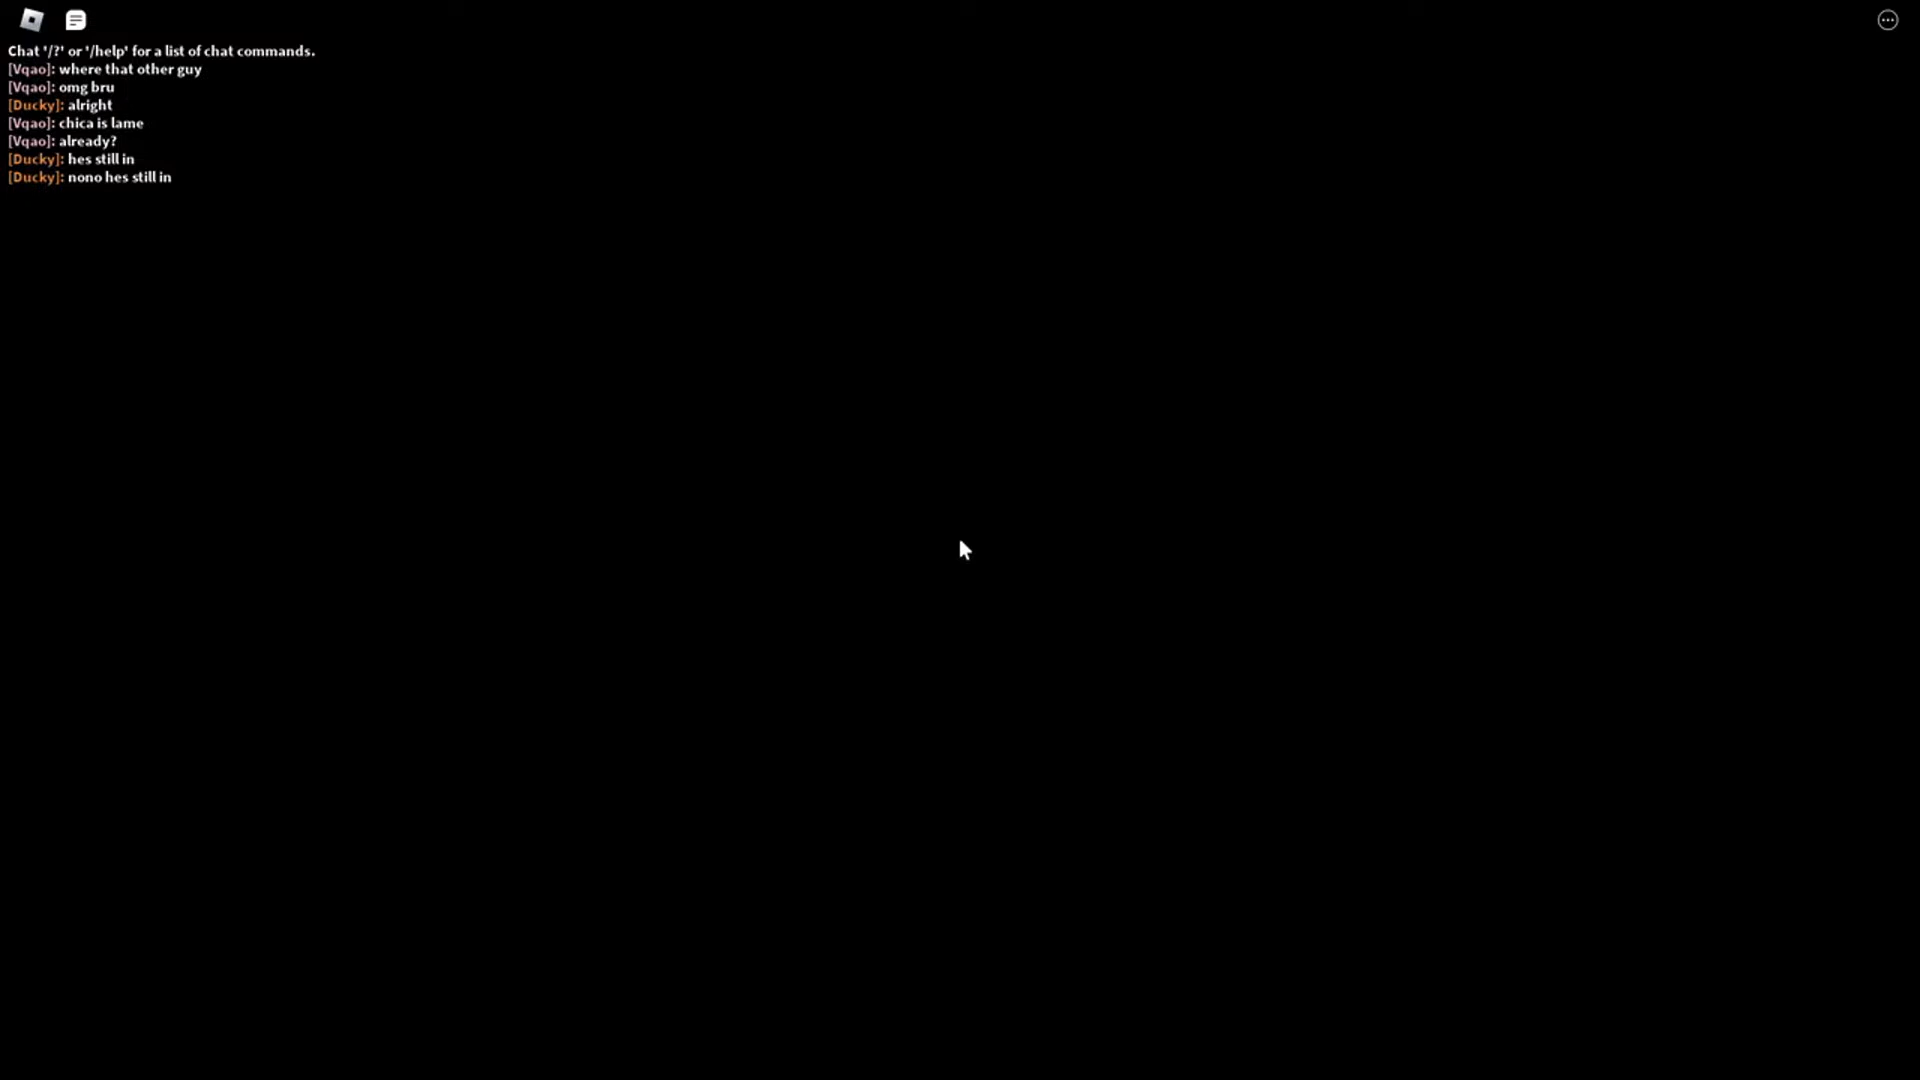 Chat '/?' or '/help' for a list of chat commands.
[Vqao]: where that other guy
[Vqao]: omg bru
[Ducky]: alright
[Vqao]: chica is lame
[Vqao]: already?
[Ducky]: hes still in
[Ducky]: nono hes still in